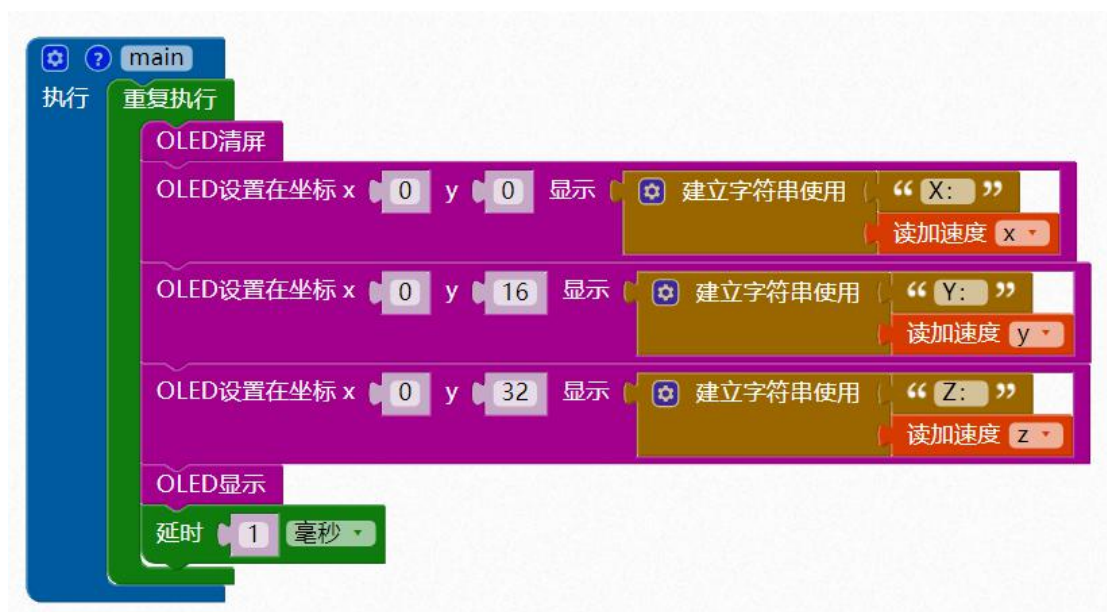 main
执行 重复执行
OLED清屏
OLED设置在坐标 x 0 y 0 显示 建立字符串使用 “ X: ”
读加速度 x
OLED设置在坐标 x 0 y 16 显示 建立字符串使用 “ Y: ”
读加速度 y
OLED设置在坐标 x 0 y 32 显示 建立字符串使用 “ Z: ”
读加速度 z
OLED显示
延时 1 毫秒